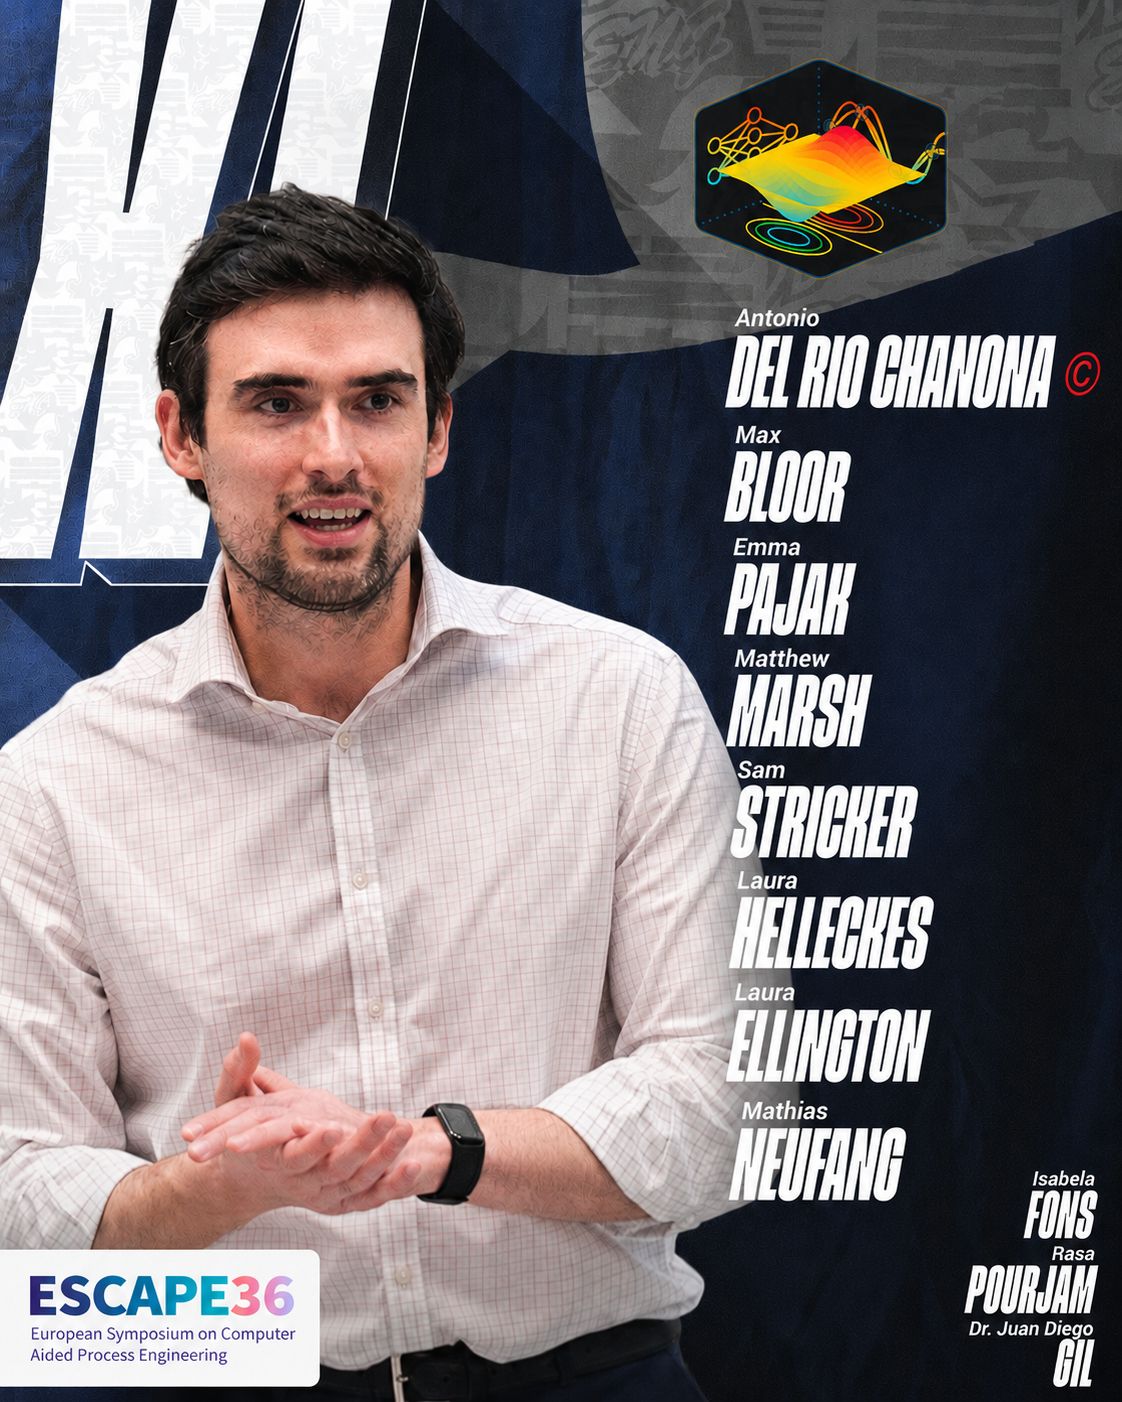 XI
Antonio
DEL RIO CHANONA ©
Max
BLOOR
Emma
PAJAK
Matthew
MARSH
Sam
STRICKER
Laura
HELLECKES
Laura
ELLINGTON
Mathias
NEUFANG
Isabela
FONS
Rasa
POURJAM
Dr. Juan Diego
GIL
ESCAPE36
European Symposium on Computer
Aided Process Engineering